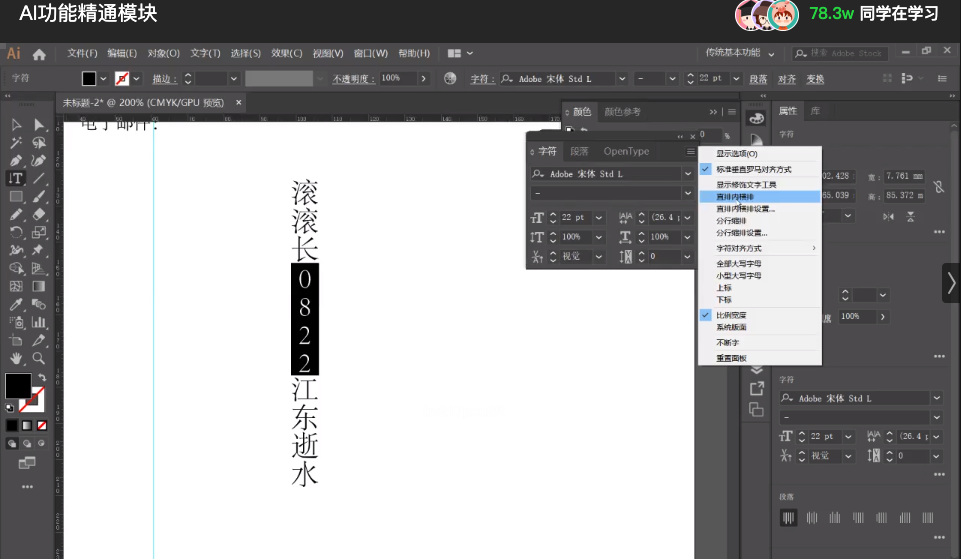 AI功能精通模块
78.3w 同学在学习
Ai 文件(F) 编辑(E) 对象(O) 文字(T) 选择(S) 效果(C) 视图(V) 窗口(W) 帮助(H) 传统基本功能 搜索 Adobe Stock
字符 描边: 不透明度: 100% 字符: Adobe 宋体 Std L - 22 pt 段落 对齐 变换
未标题-2* @ 200% (CMYK/GPU 预览) ×
电子邮件:
滚滚长0822江东逝水
颜色 颜色参考
0 %
字符 段落 OpenType
Adobe 宋体 Std L
-
22 pt (26.4 p
100% 100%
视觉 0
显示选项(O)
标准垂直罗马对齐方式
显示修饰文字工具
直排内横排
直排内横排设置...
分行缩排
分行缩排设置...
字符对齐方式
全部大写字母
小型大写字母
上标
下标
比例宽度
系统版面
不断字
重置面板
属性 库
字符
02.428 宽: 7.761 mm
05.039 高: 85.372 m
度 100%
字符
Adobe 宋体 Std L
-
22 pt (26.4 p
视觉 0
段落